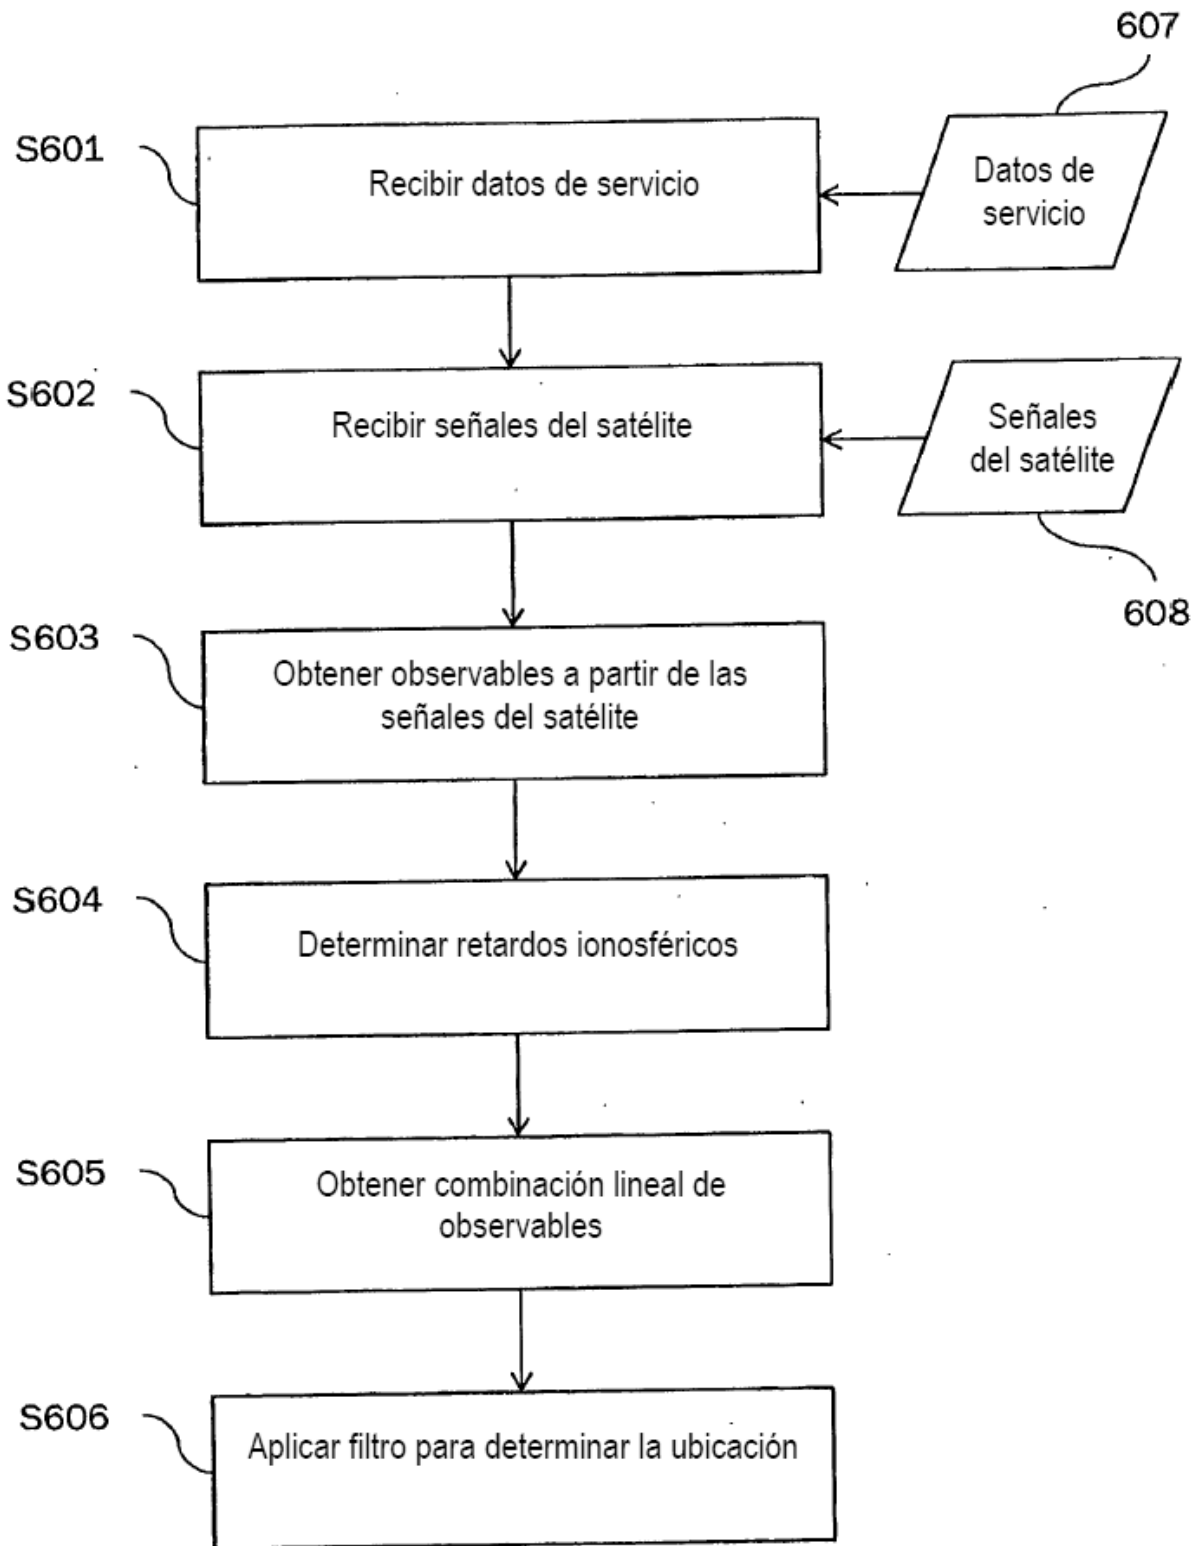 607
S601
Recibir datos de servicio
Datos de
servicio
S602
Recibir señales del satélite
Señales
del satélite
608
S603
Obtener observables a partir de las
señales del satélite
S604
Determinar retardos ionosféricos
S605
Obtener combinación lineal de
observables
S606
Aplicar filtro para determinar la ubicación